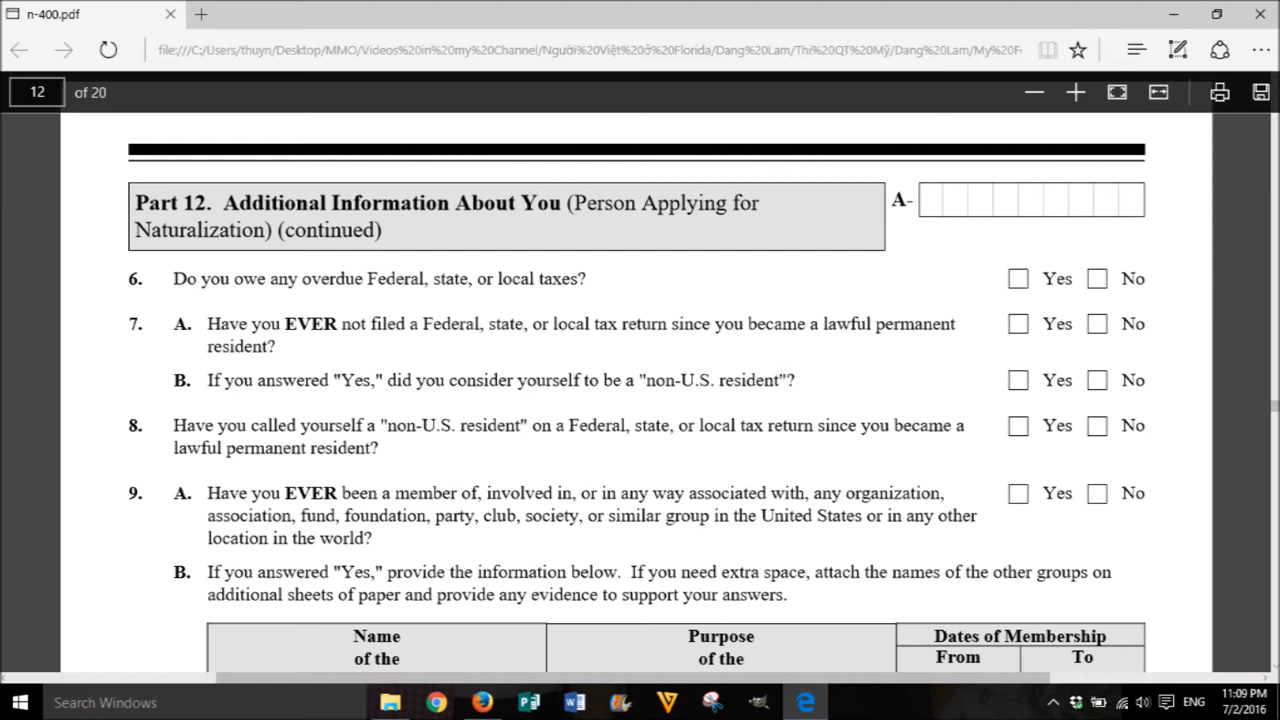 n-400.pdf
file:///C:/Users/thuyn/Desktop/MMO/Videos%20in%20my%20Channel/Người%20Việt%20ở%20Florida/Dang%20Lam/Thi%20QT%20Mỹ/Dang%20Lam/My%20F
12 of 20
Part 12. Additional Information About You (Person Applying for
Naturalization) (continued)
A-
6. Do you owe any overdue Federal, state, or local taxes? Yes No
7. A. Have you EVER not filed a Federal, state, or local tax return since you became a lawful permanent Yes No
resident?
B. If you answered "Yes," did you consider yourself to be a "non-U.S. resident"? Yes No
8. Have you called yourself a "non-U.S. resident" on a Federal, state, or local tax return since you became a Yes No
lawful permanent resident?
9. A. Have you EVER been a member of, involved in, or in any way associated with, any organization, Yes No
association, fund, foundation, party, club, society, or similar group in the United States or in any other
location in the world?
B. If you answered "Yes," provide the information below. If you need extra space, attach the names of the other groups on
additional sheets of paper and provide any evidence to support your answers.
Name Purpose Dates of Membership
of the of the From To
Search Windows
ENG
11:09 PM
7/2/2016